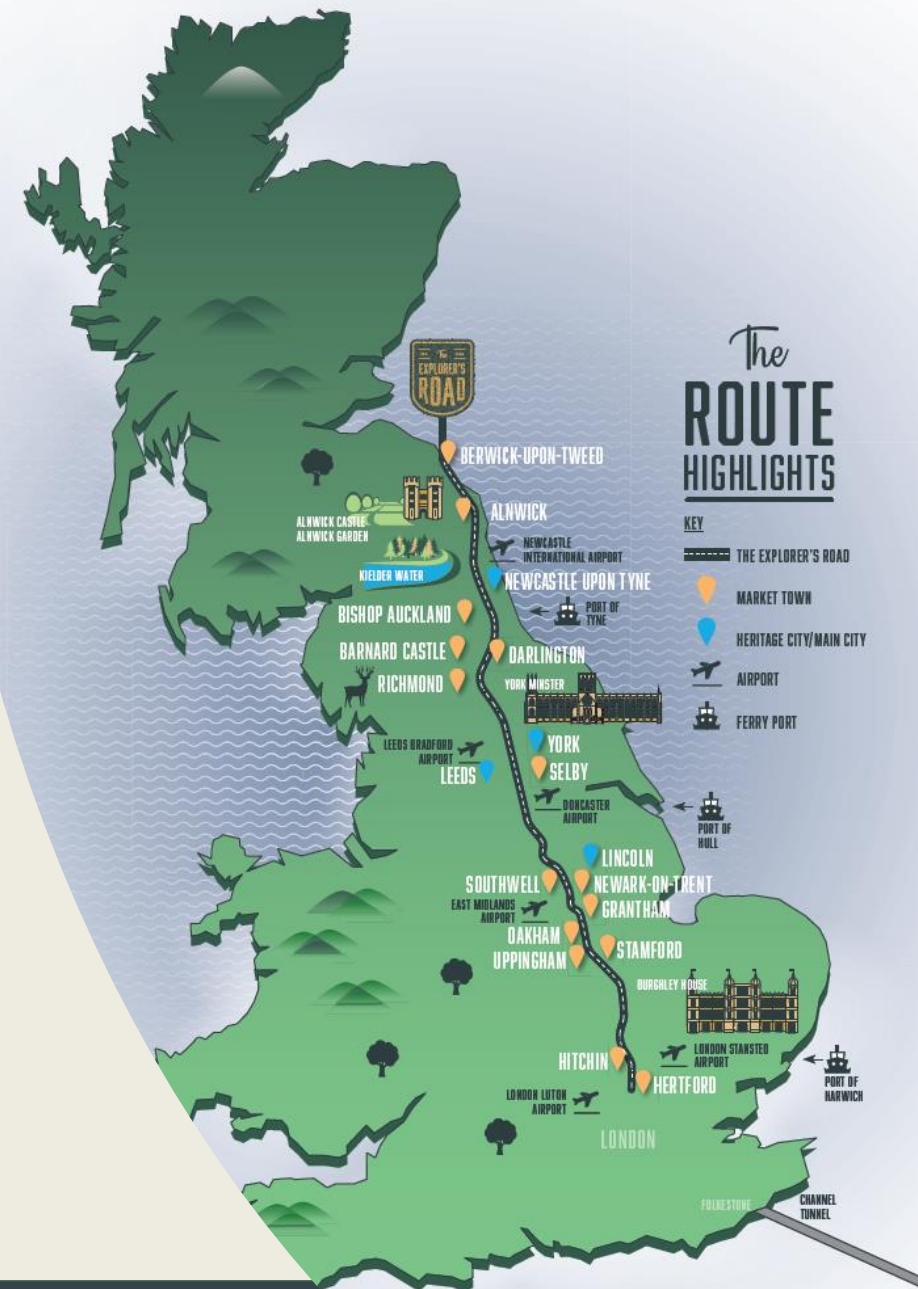 The
EXPLORER'S
ROAD
The
ROUTE
HIGHLIGHTS
KEY
THE EXPLORER'S ROAD
MARKET TOWN
HERITAGE CITY/MAIN CITY
AIRPORT
FERRY PORT
BERWICK-UPON-TWEED
ALNWICK CASTLE
ALNWICK GARDEN
ALNWICK
NEWCASTLE
INTERNATIONAL AIRPORT
KIELDER WATER
NEWCASTLE UPON TYNE
PORT OF
TYNE
BISHOP AUCKLAND
BARNARD CASTLE
DARLINGTON
RICHMOND
YORK MINSTER
YORK
LEEDS BRADFORD
AIRPORT
LEEDS
SELBY
DONCASTER
AIRPORT
PORT OF
HULL
LINCOLN
SOUTHWELL
NEWARK-ON-TRENT
EAST MIDLANDS
AIRPORT
GRANTHAM
OAKHAM
UPPINGHAM
STAMFORD
BURGHLEY HOUSE
HITCHIN
LONDON STANSTED
AIRPORT
HERTFORD
PORT OF
HARWICH
LONDON LUTON
AIRPORT
LONDON
FOLKESTONE
CHANNEL
TUNNEL